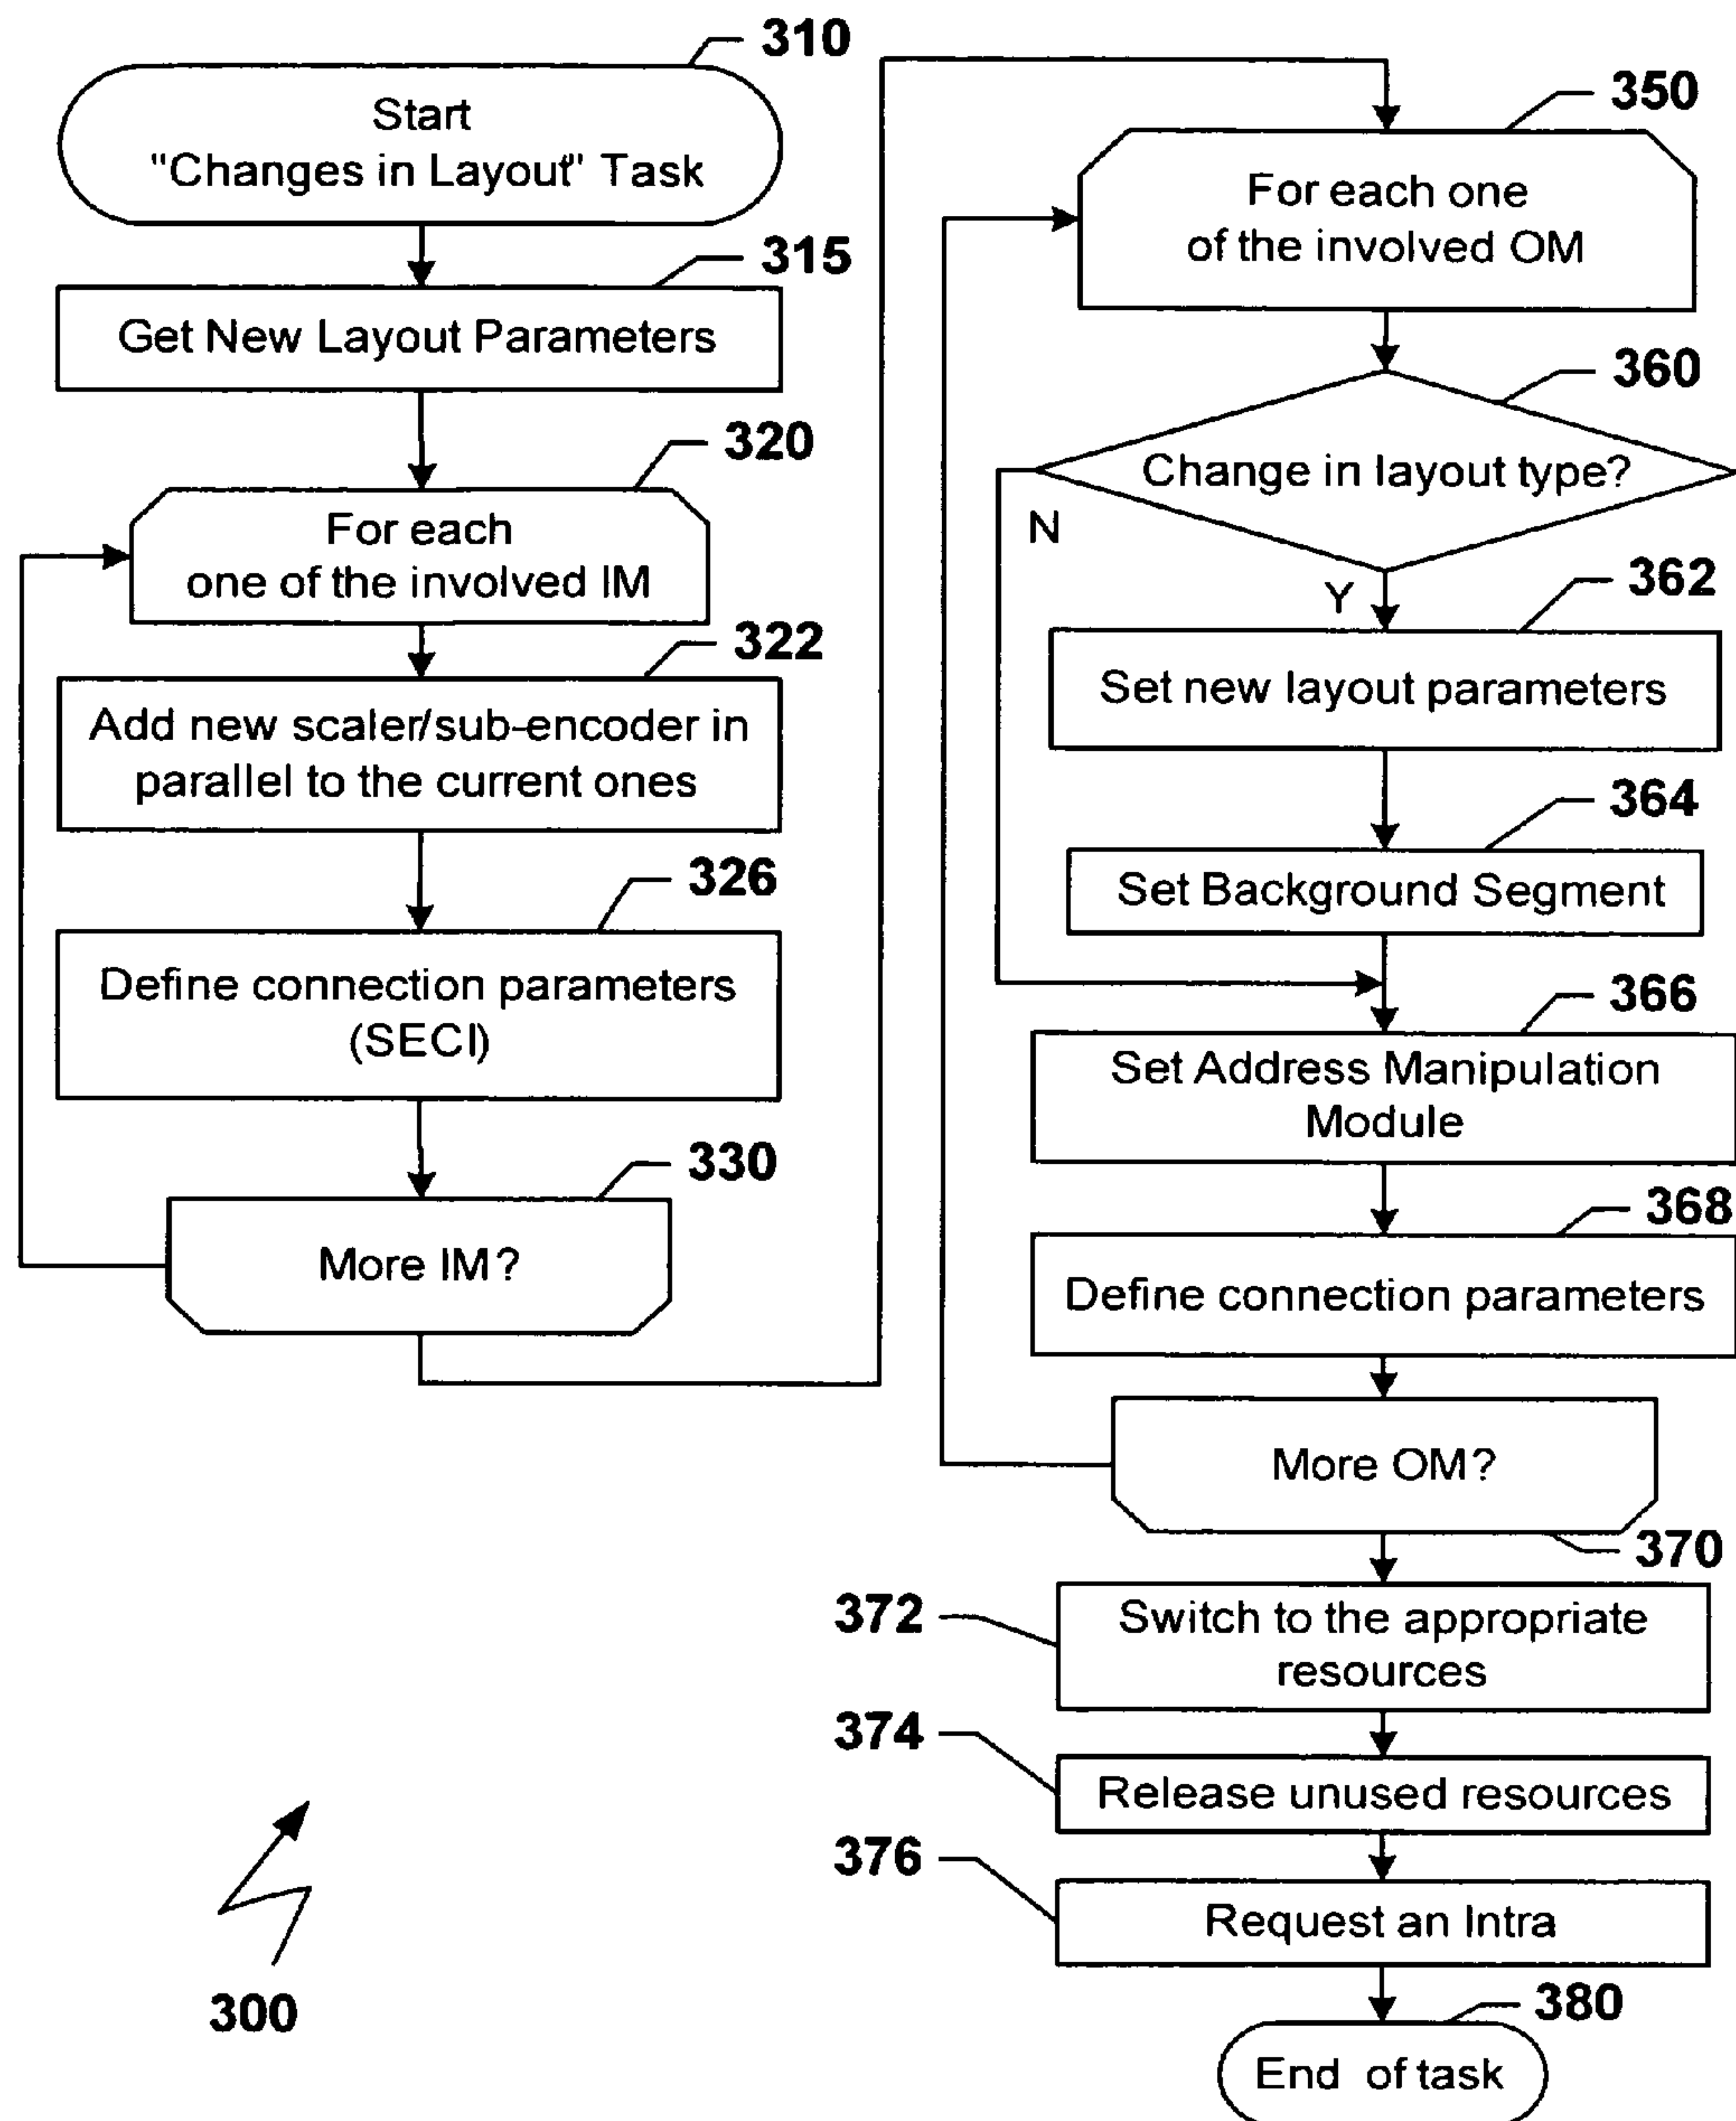 310
Start
"Changes in Layout" Task
315
Get New Layout Parameters
320
For each
one of the involved IM
322
Add new scaler/sub-encoder in
parallel to the current ones
326
Define connection parameters
(SECI)
330
More IM?
350
For each one
of the involved OM
360
Change in layout type?
N
Y
362
Set new layout parameters
364
Set Background Segment
366
Set Address Manipulation
Module
368
Define connection parameters
More OM?
370
372
Switch to the appropriate
resources
374
Release unused resources
376
Request an Intra
380
End of task
300